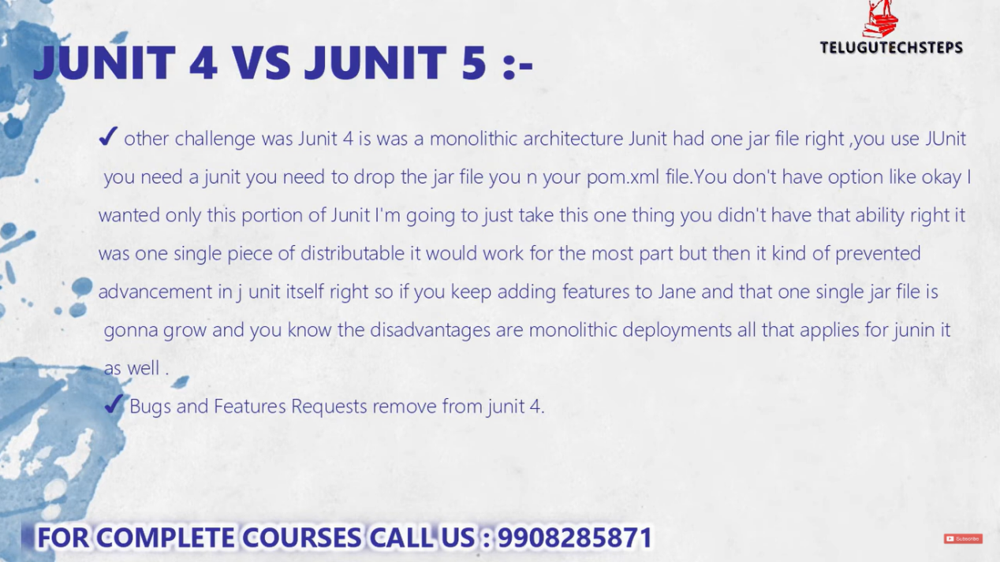 TELUGUTECHSTEPS
JUNIT 4 VS JUNIT 5 :-
✔ other challenge was Junit 4 is was a monolithic architecture Junit had one jar file right ,you use JUnit
you need a junit you need to drop the jar file you n your pom.xml file.You don't have option like okay I
wanted only this portion of Junit I'm going to just take this one thing you didn't have that ability right it
was one single piece of distributable it would work for the most part but then it kind of prevented
advancement in j unit itself right so if you keep adding features to Jane and that one single jar file is
gonna grow and you know the disadvantages are monolithic deployments all that applies for junin it
as well .
✔ Bugs and Features Requests remove from junit 4.
FOR COMPLETE COURSES CALL US : 9908285871
Subscribe